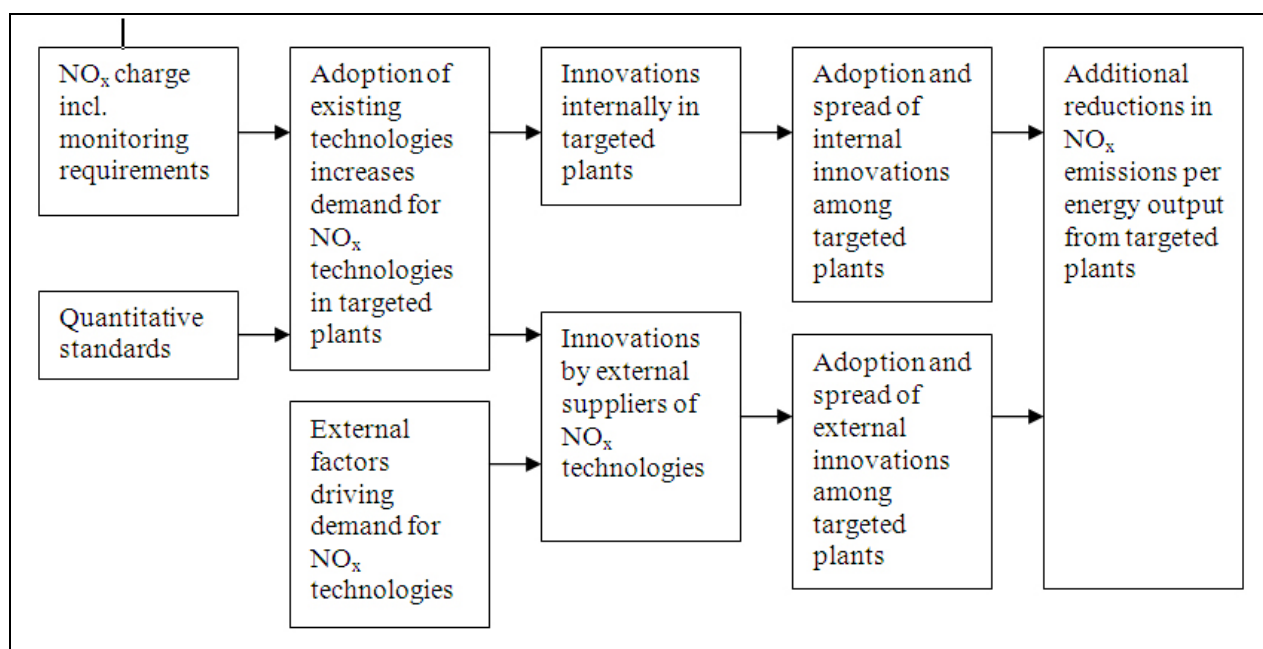 NOₓ charge
incl.
monitoring
requirements
Quantitative
standards
Adoption of
existing
technologies
increases
demand for
NOₓ
technologies
in targeted
plants
External
factors
driving
demand for
NOₓ
technologies
Innovations
internally in
targeted
plants
Innovations
by external
suppliers of
NOₓ
technologies
Adoption and
spread of
internal
innovations
among
targeted
plants
Adoption and
spread of
external
innovations
among
targeted
plants
Additional
reductions in
NOₓ
emissions per
energy output
from targeted
plants